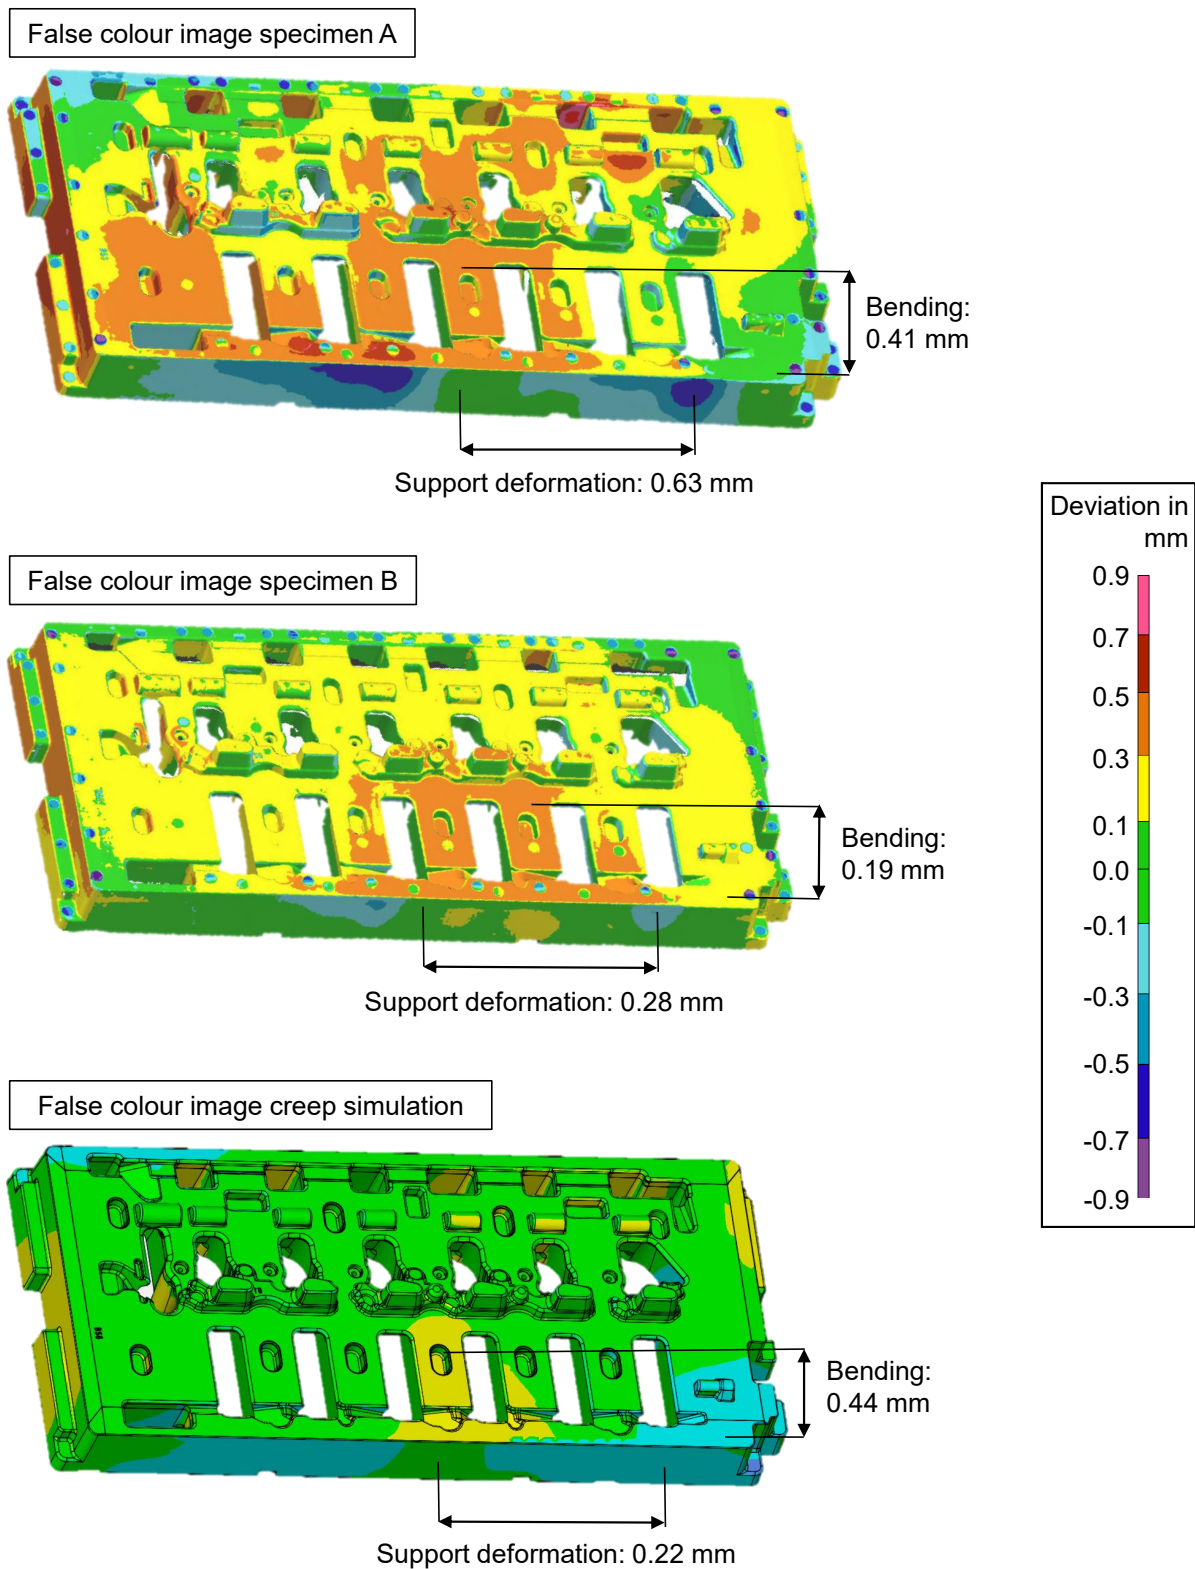 False colour image specimen A
Bending:
0.41 mm
Support deformation: 0.63 mm
Deviation in
mm
0.9
0.7
0.5
0.3
0.1
0.0
-0.1
-0.3
-0.5
-0.7
-0.9
False colour image specimen B
Bending:
0.19 mm
Support deformation: 0.28 mm
False colour image creep simulation
Bending:
0.44 mm
Support deformation: 0.22 mm